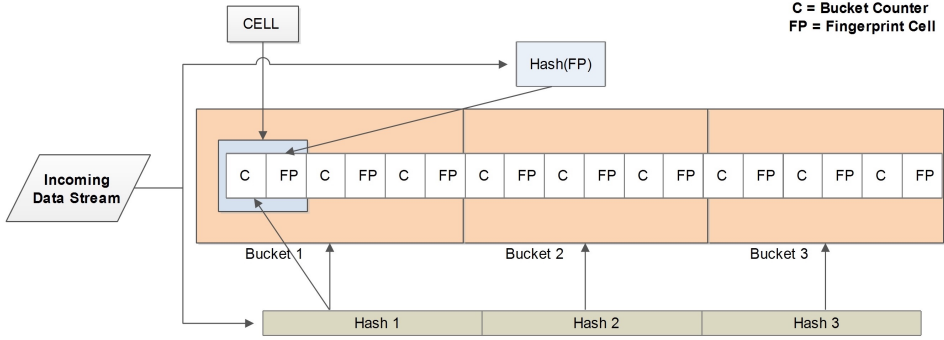 C = Bucket Counter
FP = Fingerprint Cell
CELL
Hash(FP)
Incoming
Data Stream
C FP C FP C FP C FP C FP C FP C FP C FP C FP
Bucket 1 Bucket 2 Bucket 3
Hash 1 Hash 2 Hash 3